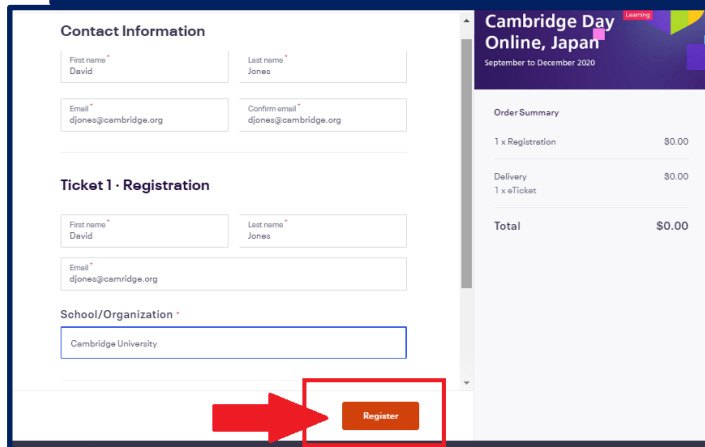 Contact Information
First name *
David
Last name *
Jones
Email *
djones@cambridge.org
Confirm email *
djones@cambridge.org
Ticket 1 · Registration
First name *
David
Last name *
Jones
Email *
djones@camridge.org
School/Organization *
Cambridge University
Register
Learning
Cambridge Day
Online, Japan
September to December 2020
Order Summary
1 x Registration $0.00
Delivery $0.00
1 x eTicket
Total $0.00